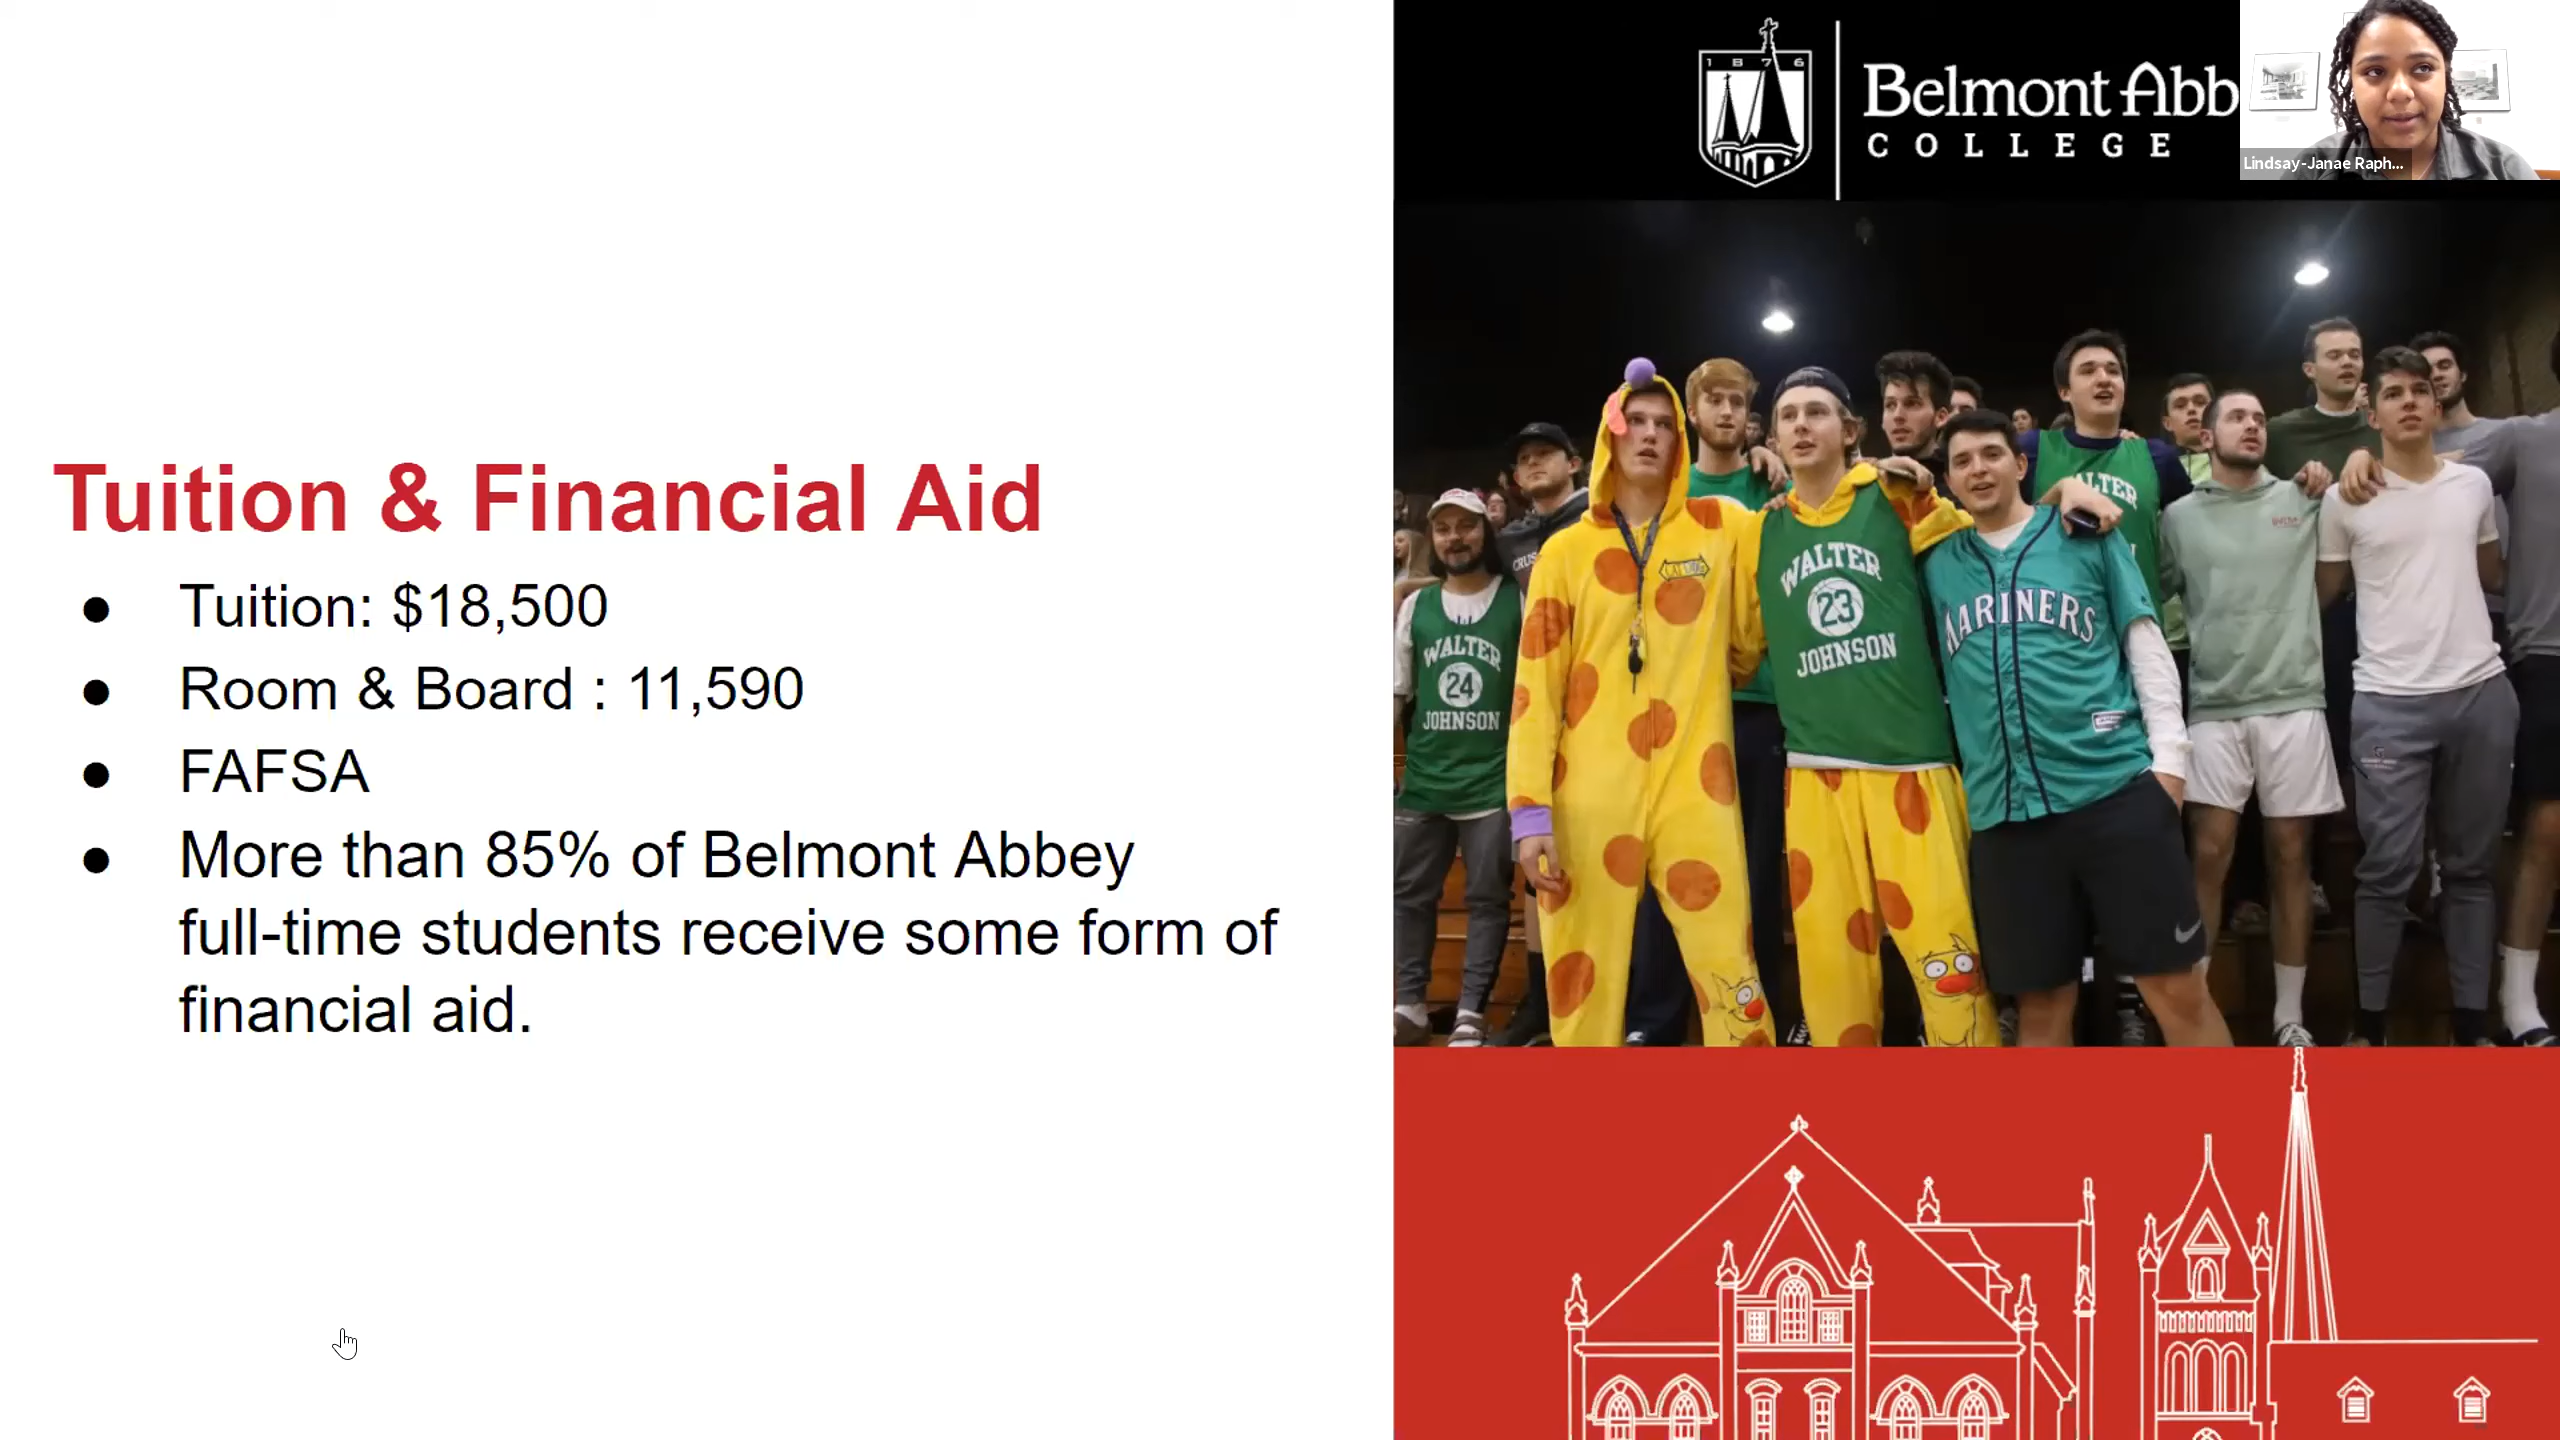 Tuition & Financial Aid
● Tuition: $18,500
● Room & Board : 11,590
● FAFSA
● More than 85% of Belmont Abbey
full-time students receive some form of
financial aid.
1876
Belmont Abb
COLLEGE
Lindsay-Janae Raph...
WALTER
24
JOHNSON
CRUS
WALTER
23
JOHNSON
MARINERS
ALTER